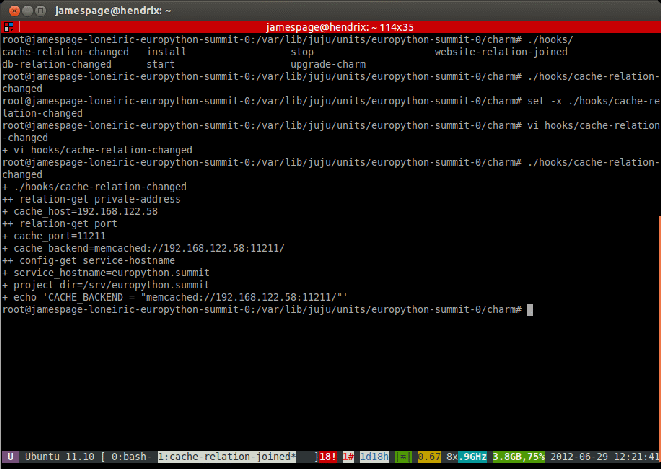 jamespage@hendrix: ~
jamespage@hendrix: ~ 114x35
root@jamespage-loneiric-europython-summit-0:/var/lib/juju/units/europython-summit-0/charm# ./hooks/
cache-relation-changed install stop website-relation-joined
db-relation-changed start upgrade-charm
root@jamespage-loneiric-europython-summit-0:/var/lib/juju/units/europython-summit-0/charm# ./hooks/cache-relation-
changed
root@jamespage-loneiric-europython-summit-0:/var/lib/juju/units/europython-summit-0/charm# set -x ./hooks/cache-re
lation-changed
root@jamespage-loneiric-europython-summit-0:/var/lib/juju/units/europython-summit-0/charm# vi hooks/cache-relation
-changed
+ vi hooks/cache-relation-changed
root@jamespage-loneiric-europython-summit-0:/var/lib/juju/units/europython-summit-0/charm# ./hooks/cache-relation-
changed
+ ./hooks/cache-relation-changed
++ relation-get private-address
+ cache_host=192.168.122.58
++ relation-get port
+ cache_port=11211
+ cache_backend=memcached://192.168.122.58:11211/
++ config-get service-hostname
+ service_hostname=europython.summit
+ project_dir=/srv/europython.summit
+ echo 'CACHE_BACKEND = "memcached://192.168.122.58:11211/"'
root@jamespage-loneiric-europython-summit-0:/var/lib/juju/units/europython-summit-0/charm#
U Ubuntu 11.10 [ 0:bash- 1:cache-relation-joined* ]18! 1# 1d18h [=] 0.67 8x.9GHz 3.8GB,75% 2012-06-29 12:21:41